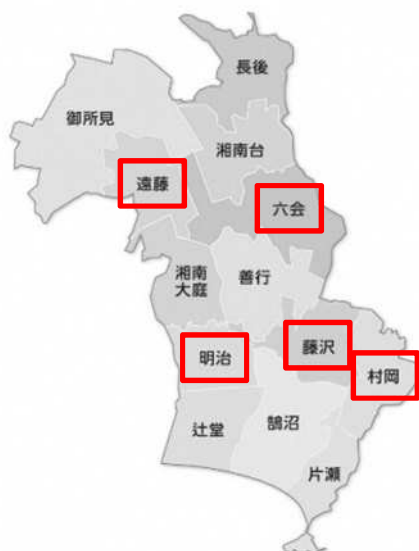 長後
御所見
湘南台
遠藤
六会
湘南
大庭
善行
藤沢
明治
村岡
辻堂
鵠沼
片瀬